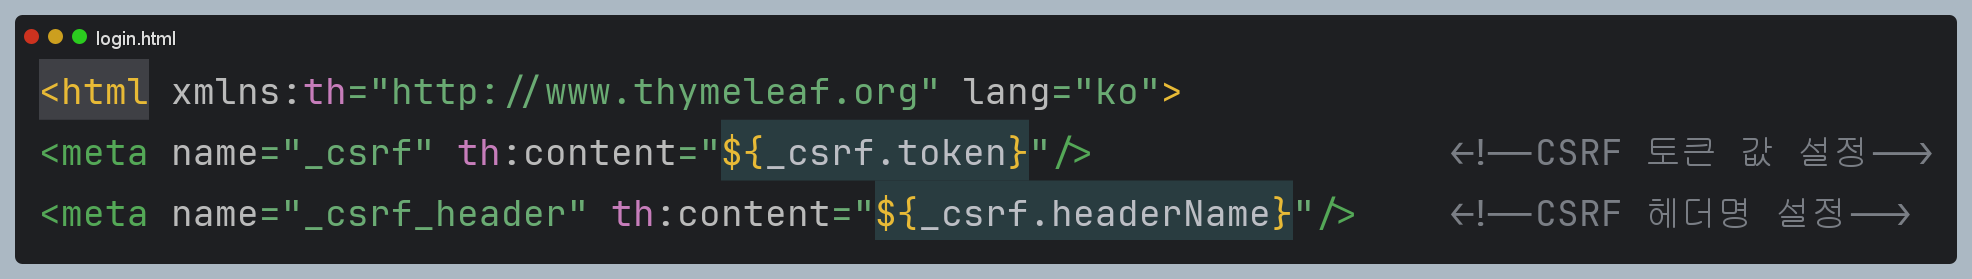 login.html
<html xmlns:th="http://www.thymeleaf.org" lang="ko">
<meta name="_csrf" th:content="${_csrf.token}"/> <!--CSRF 토큰 값 설정-->
<meta name="_csrf_header" th:content="${_csrf.headerName}"/> <!--CSRF 헤더명 설정-->